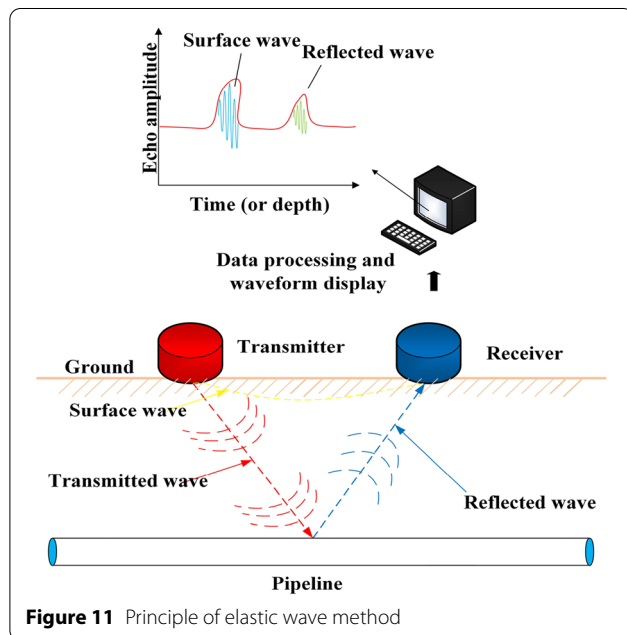 Surface wave
Reflected wave
Echo amplitude
Time (or depth)
Data processing and
waveform display
Transmitter
Receiver
Ground
Surface wave
Transmitted wave
Reflected wave
Pipeline
Figure 11 Principle of elastic wave method